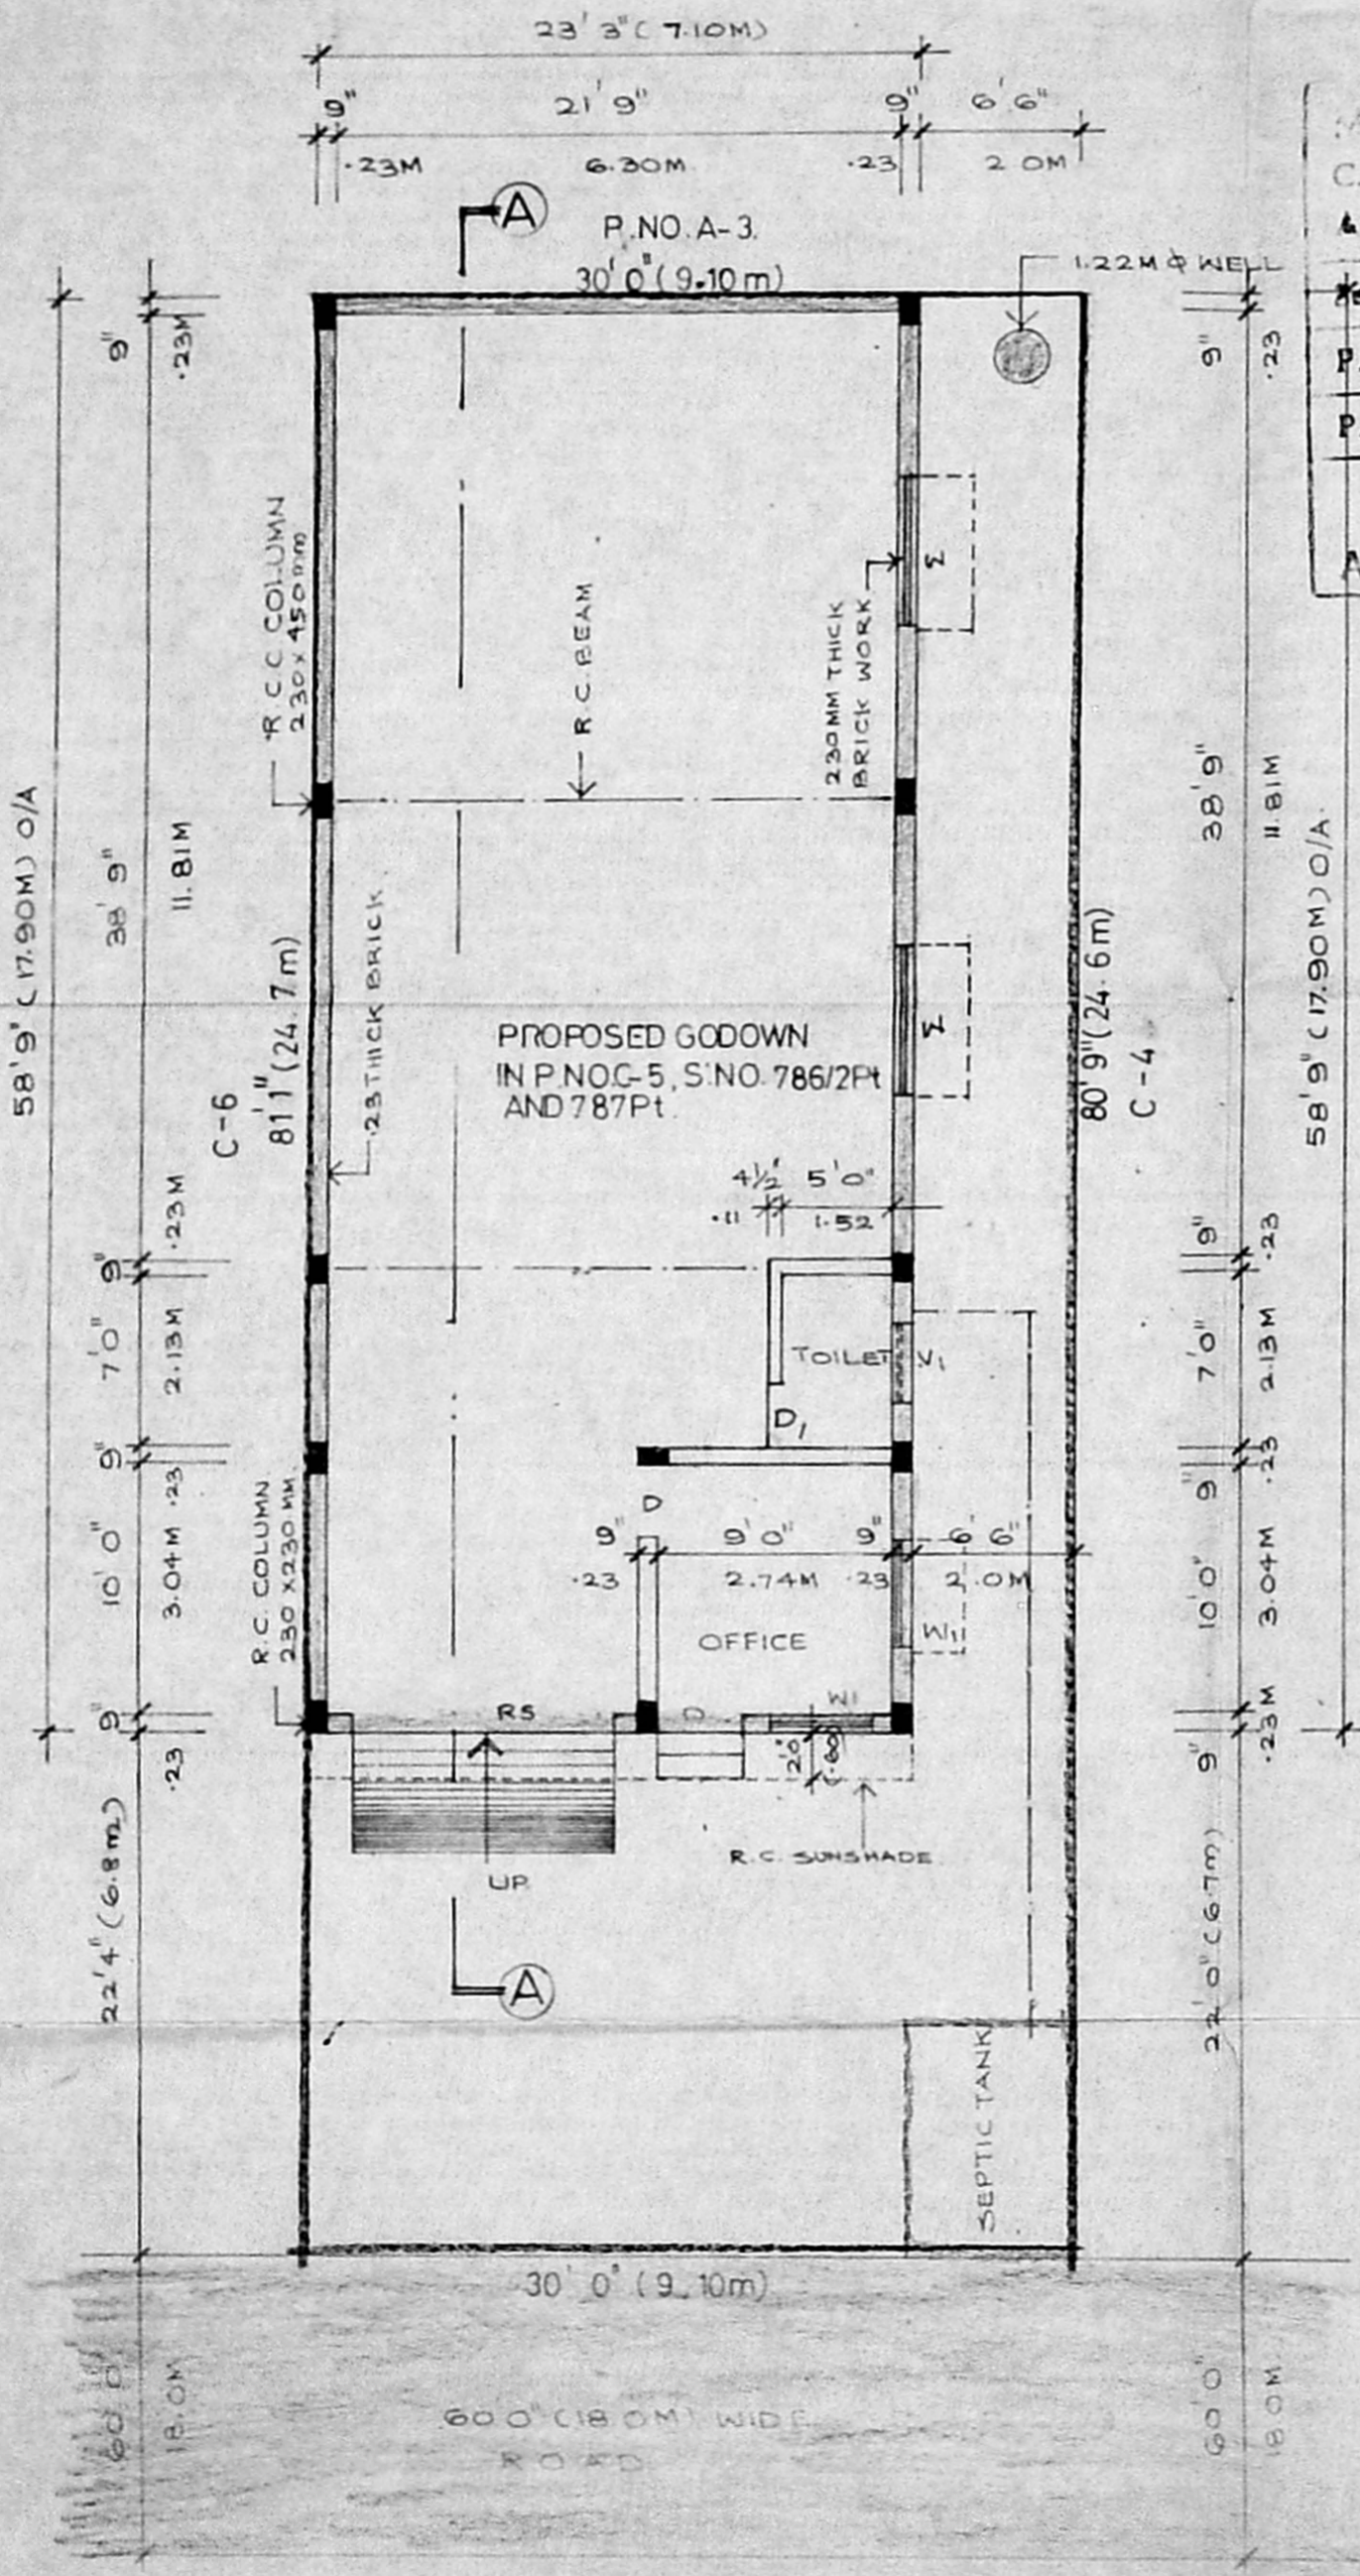 23' 3" ( 7.10M)
9" 21' 9" 9" 6' 6"
.23M 6.30M .23 2.0M
A
P.NO. A-3.
30' 0" (9.10m)
1.22M Φ WELL
9" .23M
9" .23
R.C.C COLUMN
230 x 450mm
R.C. BEAM
230MM THICK
BRICK WORK
W
W
58' 9" (17.90M) O/A
38' 9"
11.81M
C-6
81' 1" (24.7m)
.23 THICK BRICK
PROPOSED GODOWN
IN P.NO.C-5, S.NO. 786/2Pt
AND 787Pt.
80' 9" (24.6m)
C-4
38' 9"
11.81M
58' 9" (17.90M) O/A
4½" 5' 0"
.11 1.52
9" .23M
7' 0" 2.13M
9" .23
10' 0" 3.04M
9" .23
TOILET V1
D1
9" .23
7' 0" 2.13M
9" .23
10' 0" 3.04M
9" .23M
R.C. COLUMN
230 x 230 MM
D
9" 9' 0" 9" 6' 6"
.23 2.74M .23 2.0M
OFFICE
W1
RS D W1
2'0"
(.60)
R.C. SUNSHADE
UP
A
22' 4" (6.8m)
22' 0" (6.7m)
SEPTIC TANK
30' 0" (9.10m)
60' 0"
18.0M
60' 0" (18.0M) WIDE
ROAD
60' 0"
18.0M
C.
P.
P
A